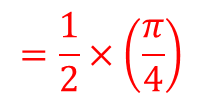 = 1/2 × (π/4)